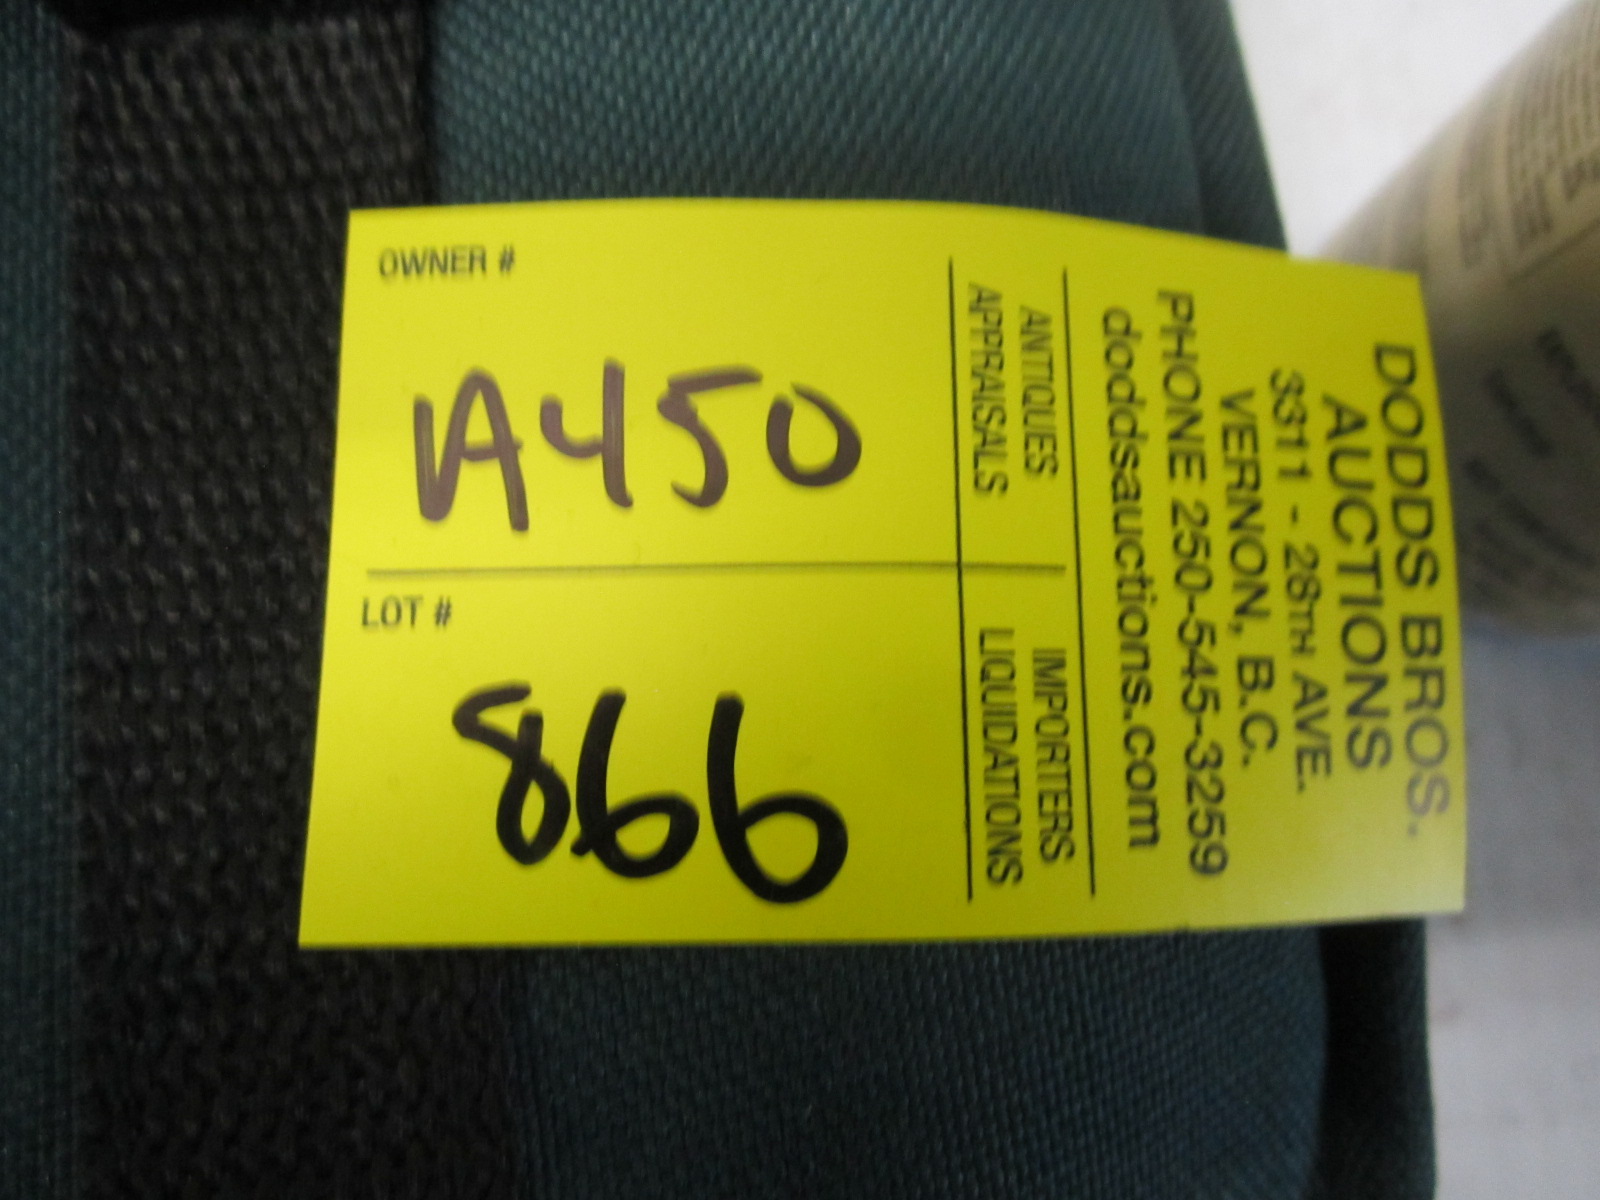 OWNER #
A450
LOT #
866
ANTIQUES
APPRAISALS
IMPORTERS
LIQUIDATIONS
DODDS BROS.
AUCTIONS
3311 - 28TH AVE.
VERNON, B.C.
PHONE 250-545-3259
doddsauctions.com